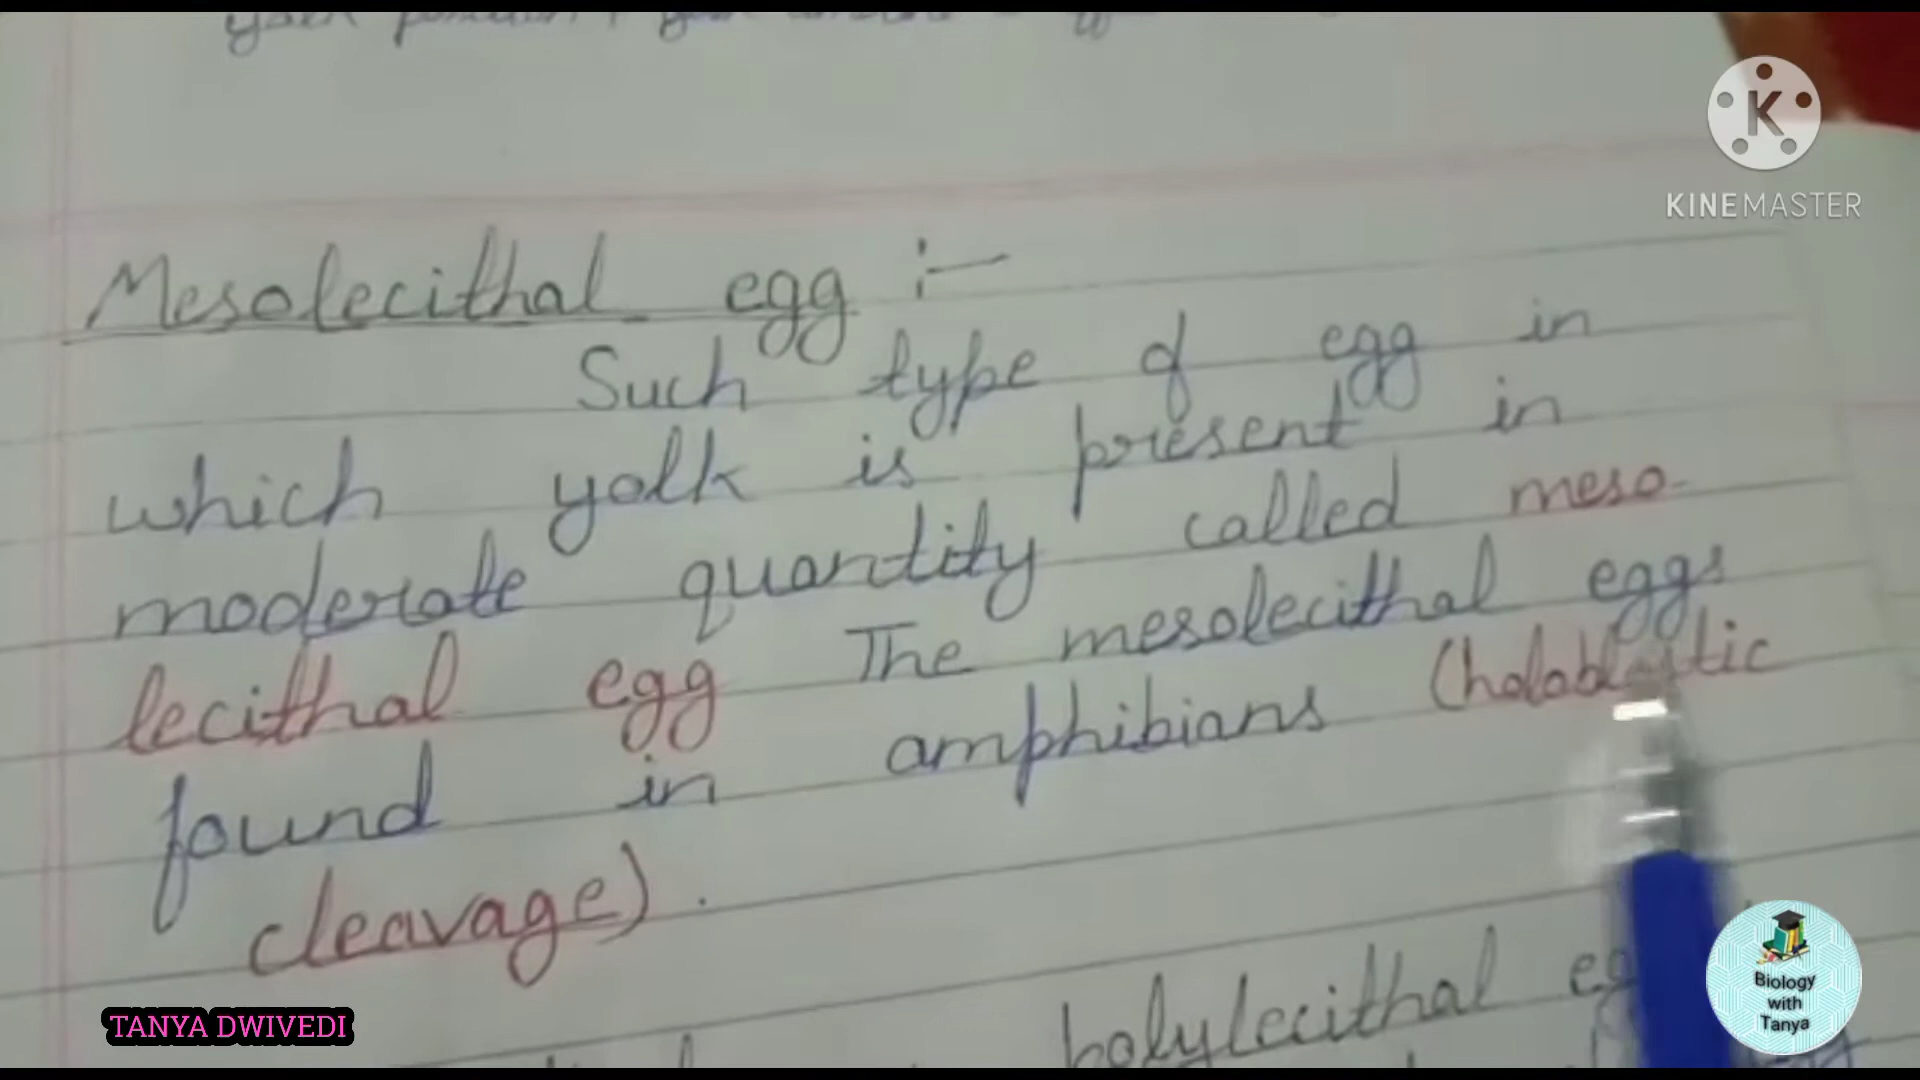 KINEMASTER
Mesolecithal egg :-
Such type of egg in
which yolk is present in
moderate quantity called meso-
lecithal egg The mesolecithal eggs
found in amphibians (holoblastic
cleavage).
polylecithal
TANYA DWIVEDI
Biology
with
Tanya